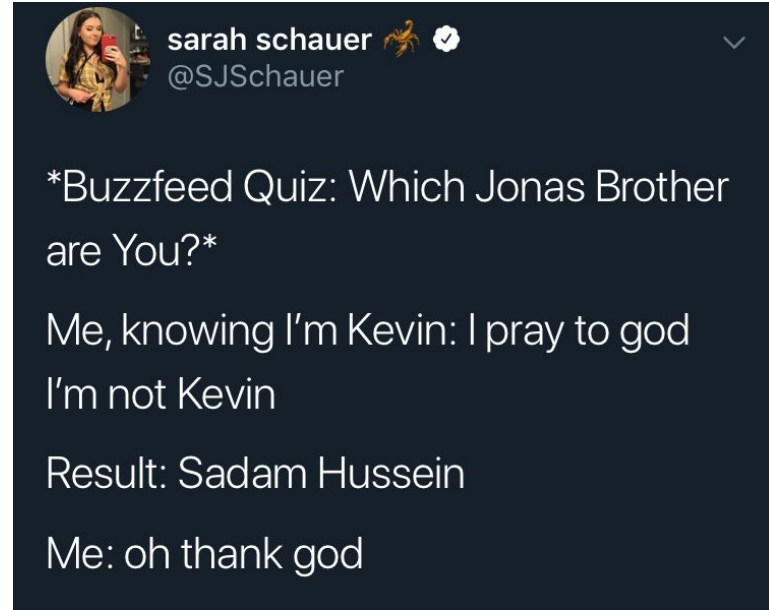 sarah schauer 🦂
@SJSchauer
*Buzzfeed Quiz: Which Jonas Brother
are You?*
Me, knowing I'm Kevin: I pray to god
I'm not Kevin
Result: Sadam Hussein
Me: oh thank god